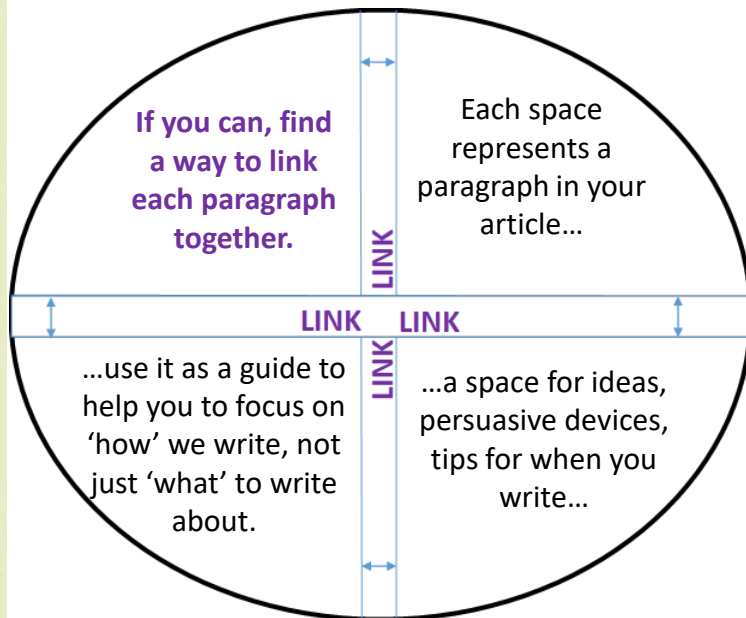 If you can, find
a way to link
each paragraph
together.
Each space
represents a
paragraph in your
article…
LINK
LINK LINK
LINK
…a space for ideas,
persuasive devices,
tips for when you
write…
…use it as a guide to
help you to focus on
‘how’ we write, not
just ‘what’ to write
about.